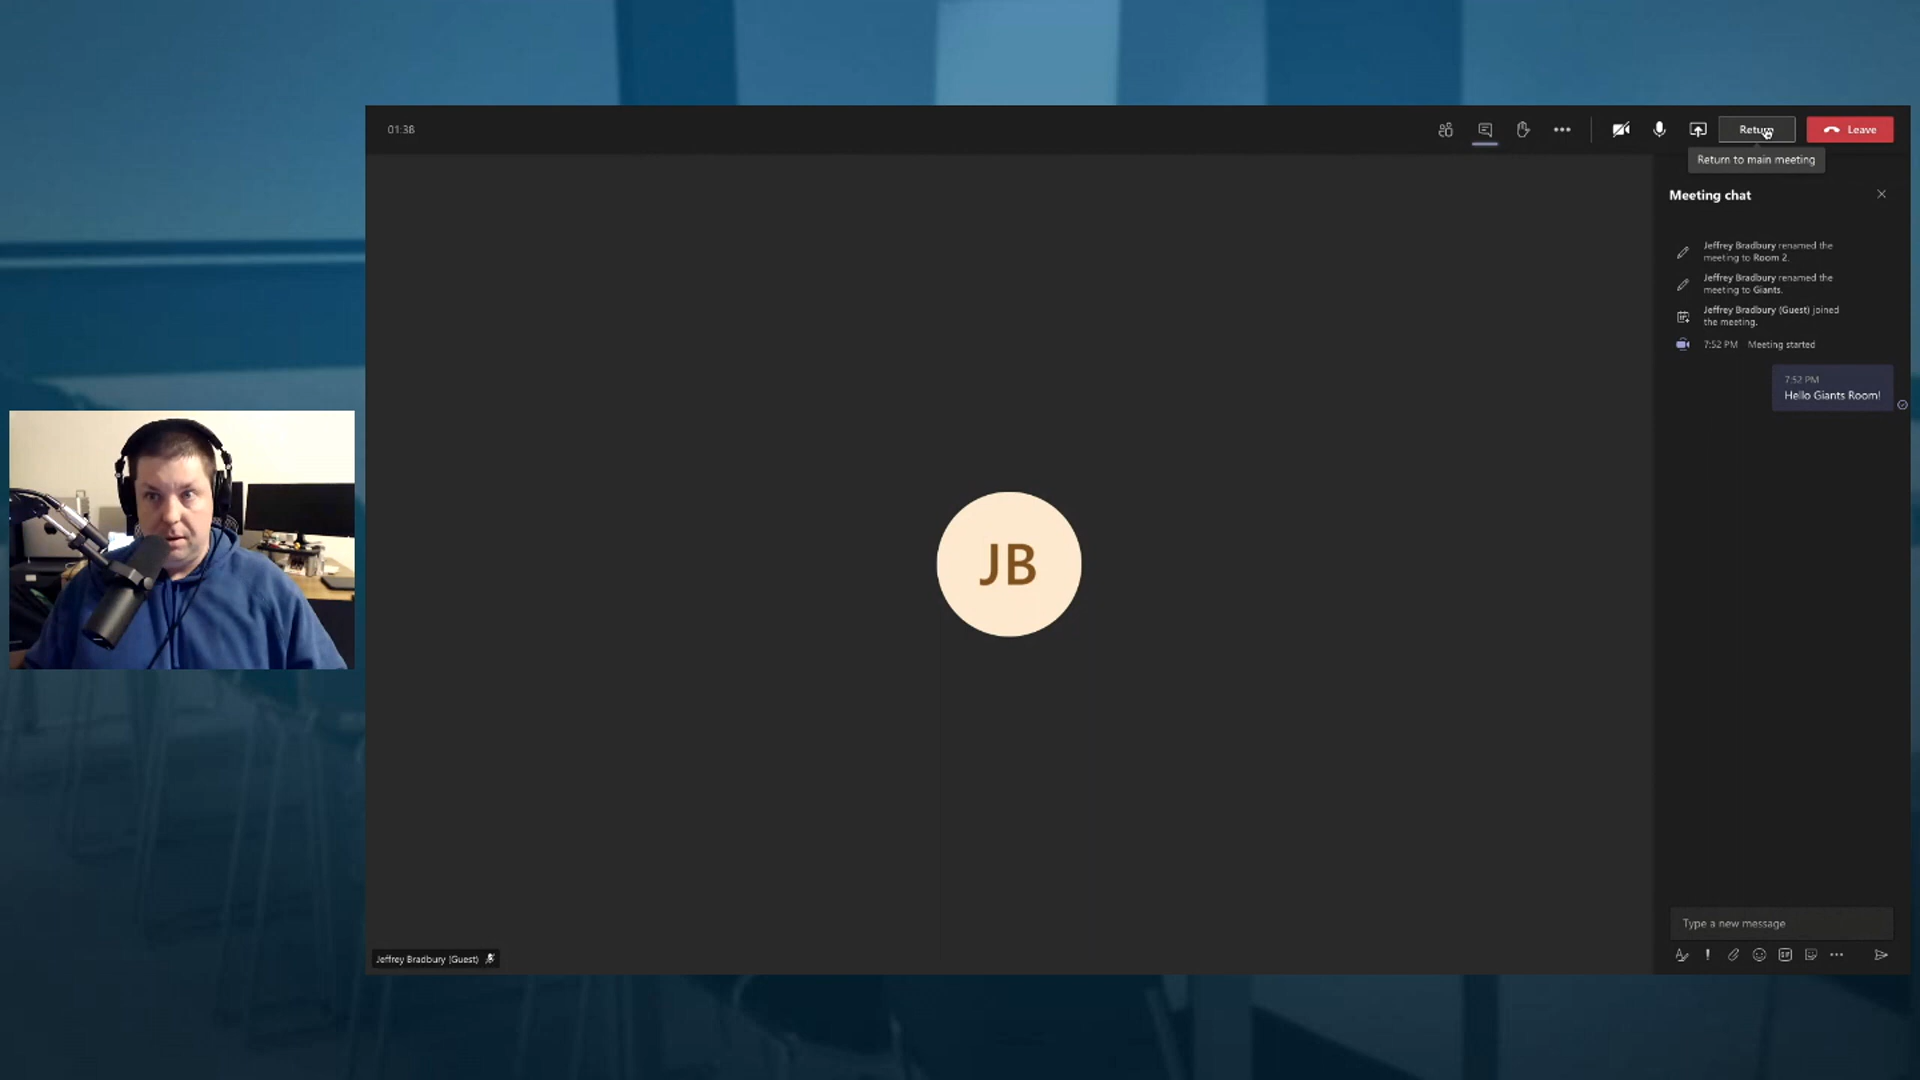 01:38
Return
Leave
Return to main meeting
Meeting chat
Jeffrey Bradbury renamed the
meeting to Room 2.
Jeffrey Bradbury renamed the
meeting to Giants.
Jeffrey Bradbury (Guest) joined
the meeting.
7:52 PM Meeting started
7:52 PM
Hello Giants Room!
JB
Type a new message
Jeffrey Bradbury (Guest)